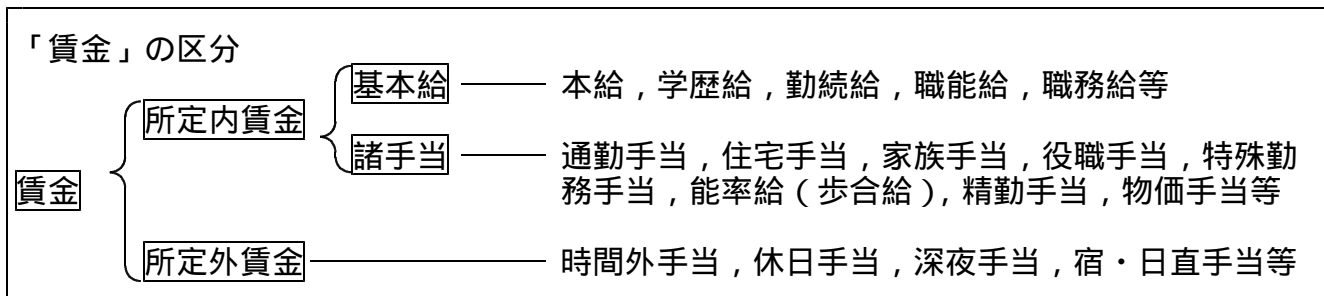 「賃金」の区分
基本給 本給，学歴給，勤続給，職能給，職務給等
所定内賃金
諸手当 通勤手当，住宅手当，家族手当，役職手当，特殊勤
務手当，能率給（歩合給），精勤手当，物価手当等
賃金
所定外賃金 時間外手当，休日手当，深夜手当，宿・日直手当等